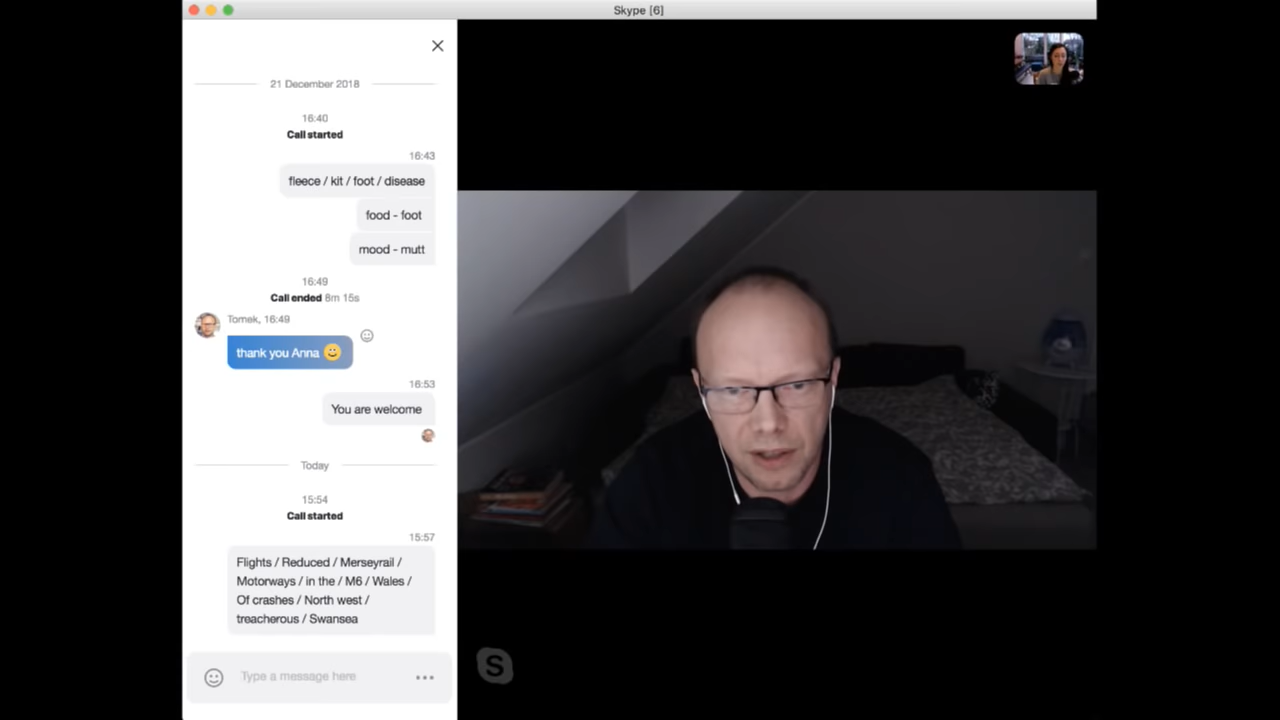 Skype [6]
21 December 2018
16:40
Call started
16:43
fleece / kit / foot / disease
food - foot
mood - mutt
16:49
Call ended 8m 15s
Tomek, 16:49
thank you Anna
16:53
You are welcome
Today
15:54
Call started
15:57
Flights / Reduced / Merseyrail /
Motorways / in the / M6 / Wales /
Of crashes / North west /
treacherous / Swansea
Type a message here
S